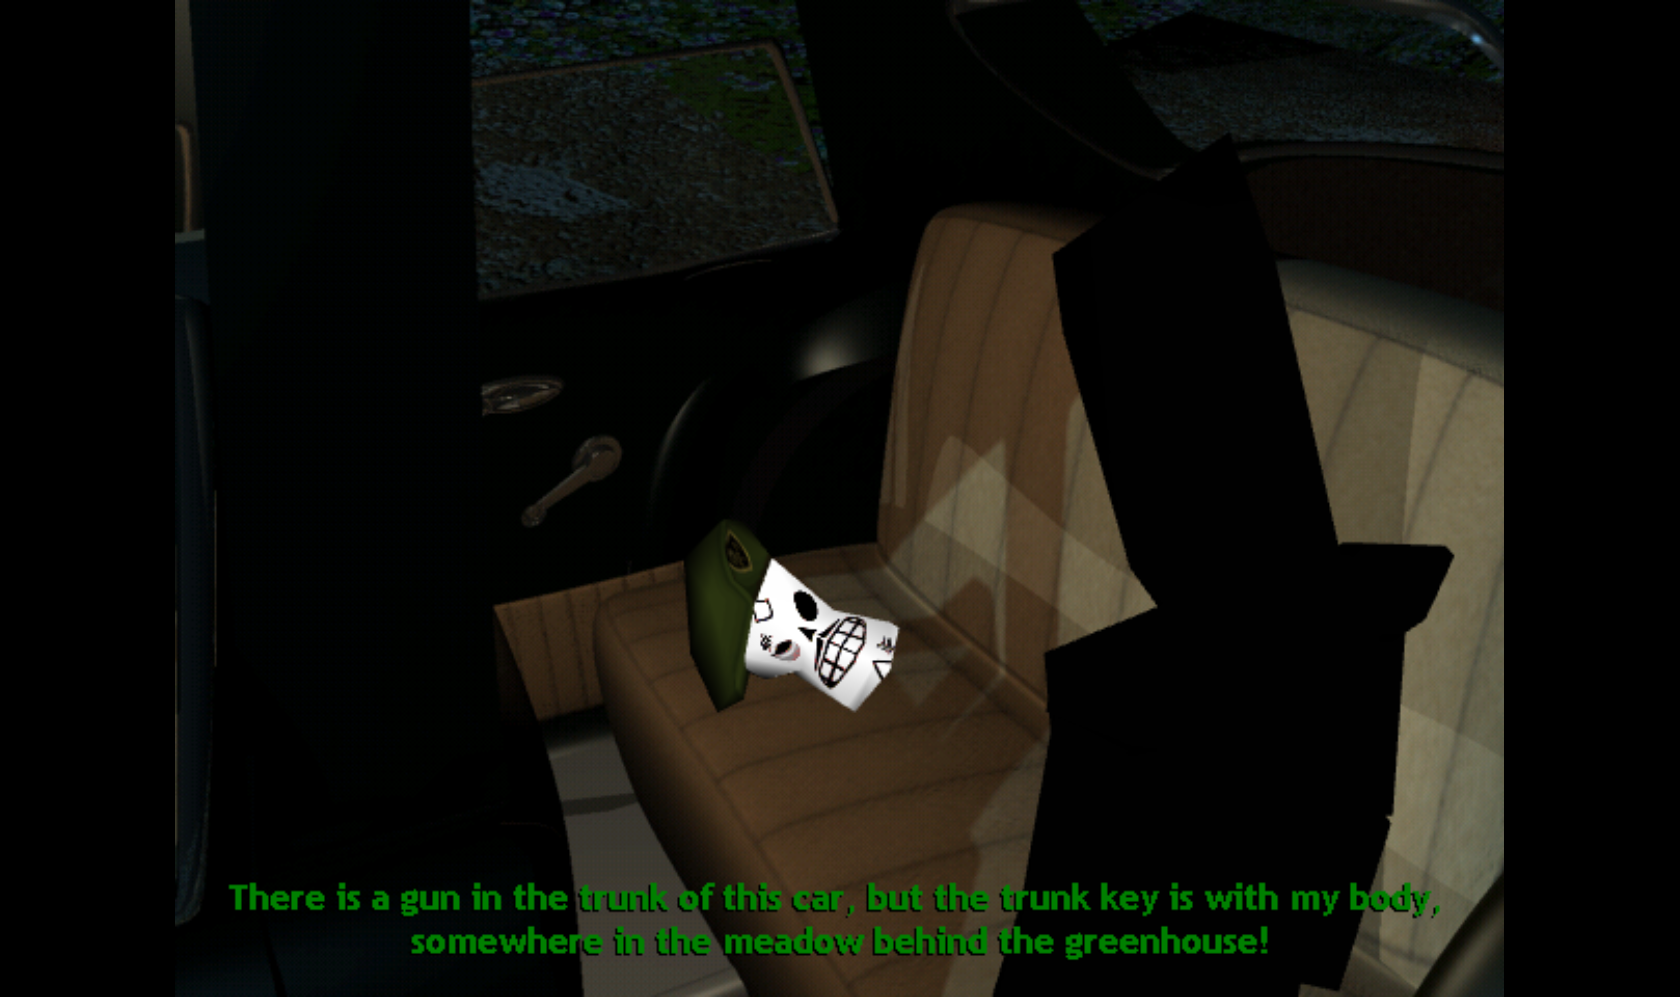 There is a gun in the trunk of this car, but the trunk key is with my body,
somewhere in the meadow behind the greenhouse!